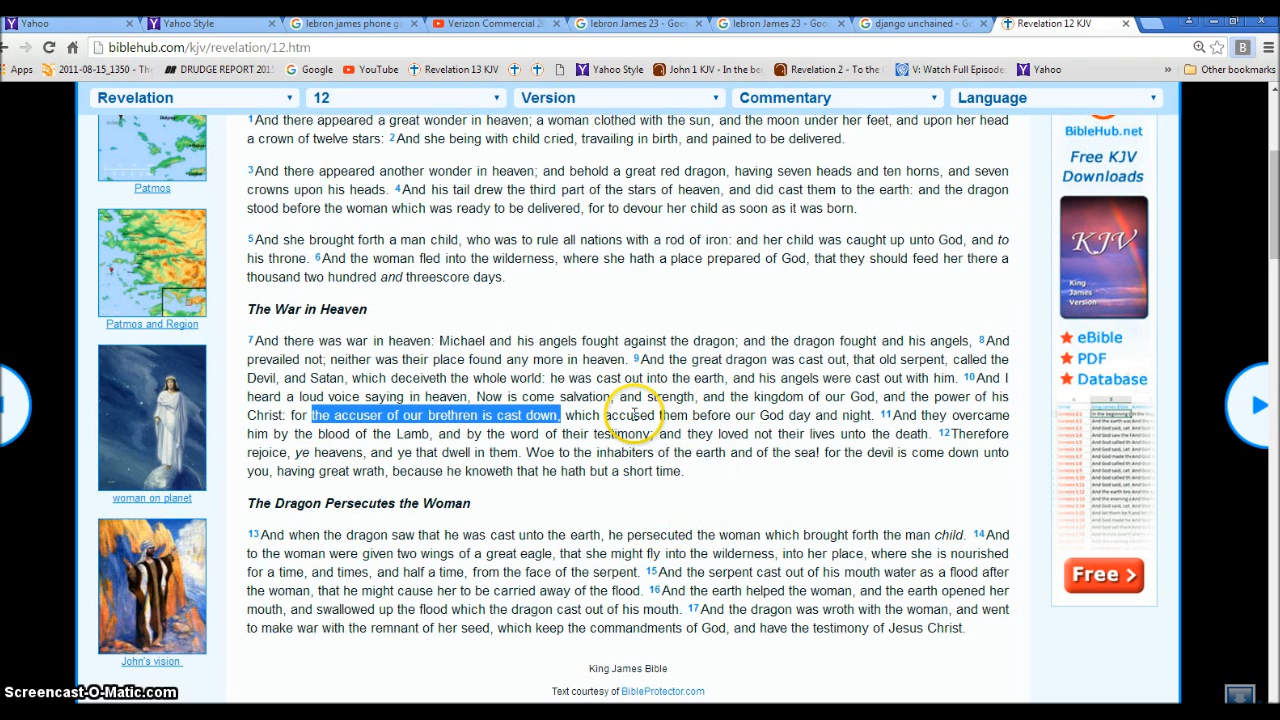 Yahoo
Yahoo Style
lebron james phone ga
Verizon Commercial 2
lebron James 23 - Goo
lebron James 23 - Goo
django unchained - Go
Revelation 12 KJV
biblehub.com/kjv/revelation/12.htm
Apps
2011-08-15_1350 - Th
DRUDGE REPORT 2015
Google
YouTube
Revelation 13 KJV
Yahoo Style
John 1 KJV - In the be
Revelation 2 - To the C
V: Watch Full Episode
Yahoo
»
Other bookmarks
Revelation
12
Version
Commentary
Language
1And there appeared a great wonder in heaven; a woman clothed with the sun, and the moon under her feet, and upon her head
a crown of twelve stars: 2And she being with child cried, travailing in birth, and pained to be delivered.
3And there appeared another wonder in heaven; and behold a great red dragon, having seven heads and ten horns, and seven
crowns upon his heads. 4And his tail drew the third part of the stars of heaven, and did cast them to the earth: and the dragon
stood before the woman which was ready to be delivered, for to devour her child as soon as it was born.
5And she brought forth a man child, who was to rule all nations with a rod of iron: and her child was caught up unto God, and to
his throne. 6And the woman fled into the wilderness, where she hath a place prepared of God, that they should feed her there a
thousand two hundred and threescore days.
The War in Heaven
7And there was war in heaven: Michael and his angels fought against the dragon; and the dragon fought and his angels, 8And
prevailed not; neither was their place found any more in heaven. 9And the great dragon was cast out, that old serpent, called the
Devil, and Satan, which deceiveth the whole world: he was cast out into the earth, and his angels were cast out with him. 10And I
heard a loud voice saying in heaven, Now is come salvation, and strength, and the kingdom of our God, and the power of his
Christ: for the accuser of our brethren is cast down, which accused them before our God day and night. 11And they overcame
him by the blood of the Lamb, and by the word of their testimony; and they loved not their lives unto the death. 12Therefore
rejoice, ye heavens, and ye that dwell in them. Woe to the inhabiters of the earth and of the sea! for the devil is come down unto
you, having great wrath, because he knoweth that he hath but a short time.
The Dragon Persecutes the Woman
13And when the dragon saw that he was cast unto the earth, he persecuted the woman which brought forth the man child. 14And
to the woman were given two wings of a great eagle, that she might fly into the wilderness, into her place, where she is nourished
for a time, and times, and half a time, from the face of the serpent. 15And the serpent cast out of his mouth water as a flood after
the woman, that he might cause her to be carried away of the flood. 16And the earth helped the woman, and the earth opened her
mouth, and swallowed up the flood which the dragon cast out of his mouth. 17And the dragon was wroth with the woman, and went
to make war with the remnant of her seed, which keep the commandments of God, and have the testimony of Jesus Christ.
King James Bible
Text courtesy of BibleProtector.com
Patmos
Patmos and Region
woman on planet
John's vision
BibleHub.net
Free KJV
Downloads
KJV
King
James
Version
eBible
PDF
Database
Free >
Screencast-O-Matic.com